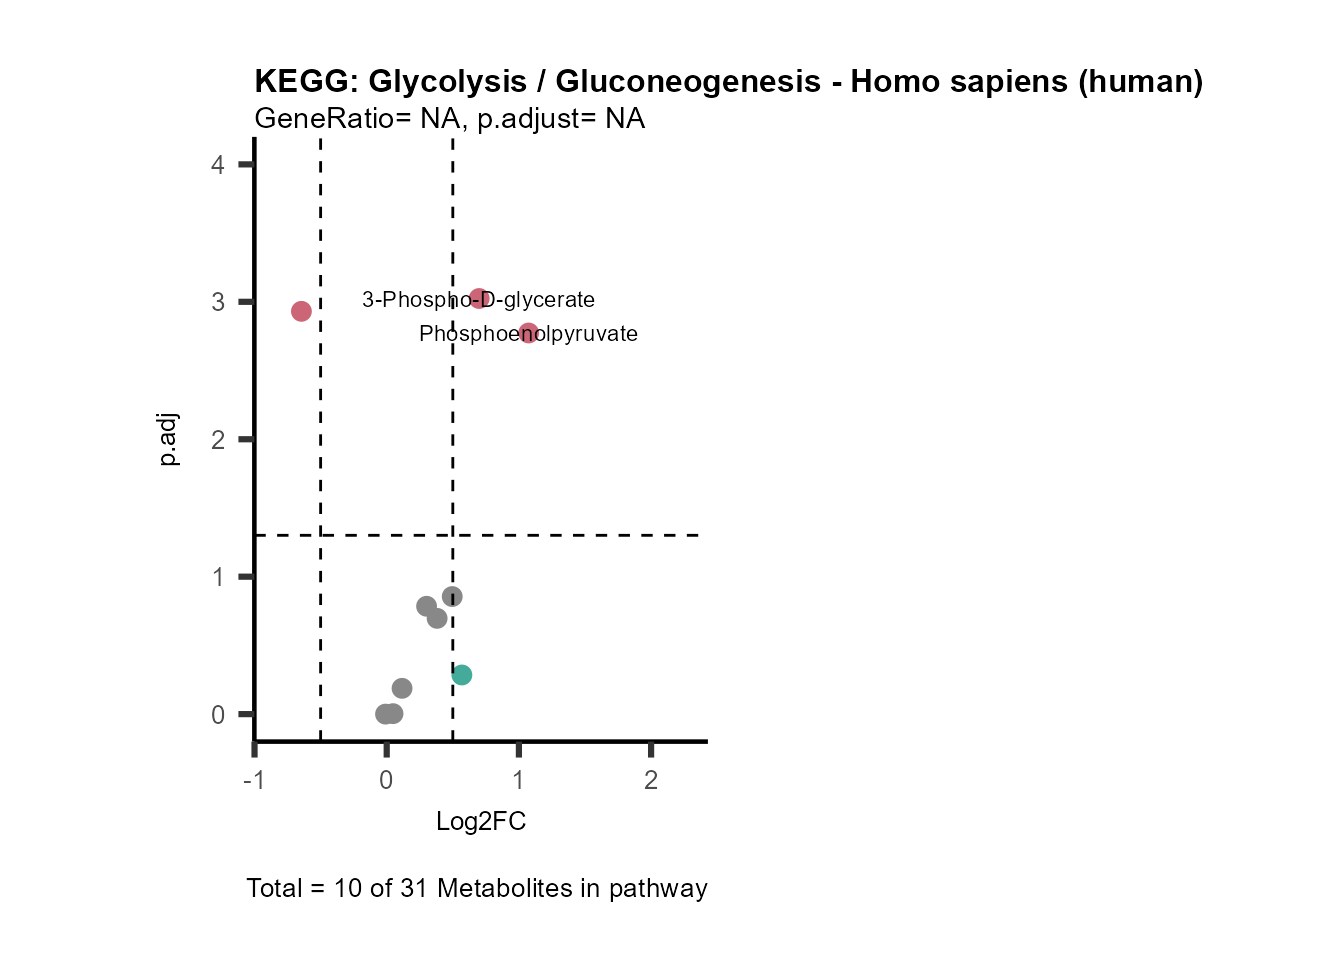 KEGG: Glycolysis / Gluconeogenesis - Homo sapiens (human)
GeneRatio= NA, p.adjust= NA
4
3
2
1
0
p.adj
3-Phospho-D-glycerate
Phosphoenolpyruvate
-1 0 1 2
Log2FC
Total = 10 of 31 Metabolites in pathway